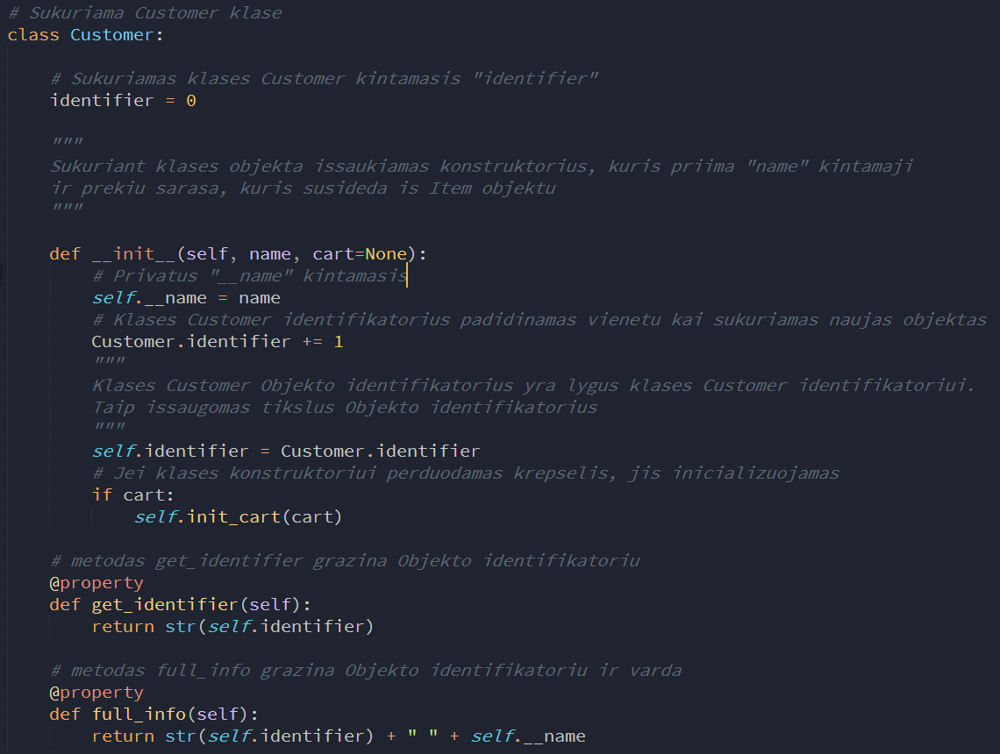 # Sukuriama Customer klase
class Customer:
# Sukuriamas klases Customer kintamasis "identifier"
identifier = 0
"""
Sukuriant klases objekta issaukiamas konstruktorius, kuris priima "name" kintamaji
ir prekiu sarasa, kuris susideda is Item objektu
"""
def __init__(self, name, cart=None):
# Privatus "__name" kintamasis
self.__name = name
# Klases Customer identifikatorius padidinamas vienetu kai sukuriamas naujas objektas
Customer.identifier += 1
"""
Klases Customer Objekto identifikatorius yra lygus klases Customer identifikatoriui.
Taip issaugomas tikslus Objekto identifikatorius
"""
self.identifier = Customer.identifier
# Jei klases konstruktoriui perduodamas krepselis, jis inicializuojamas
if cart:
self.init_cart(cart)
# metodas get_identifier grazina Objekto identifikatoriu
@property
def get_identifier(self):
return str(self.identifier)
# metodas full_info grazina Objekto identifikatoriu ir varda
@property
def full_info(self):
return str(self.identifier) + " " + self.__name